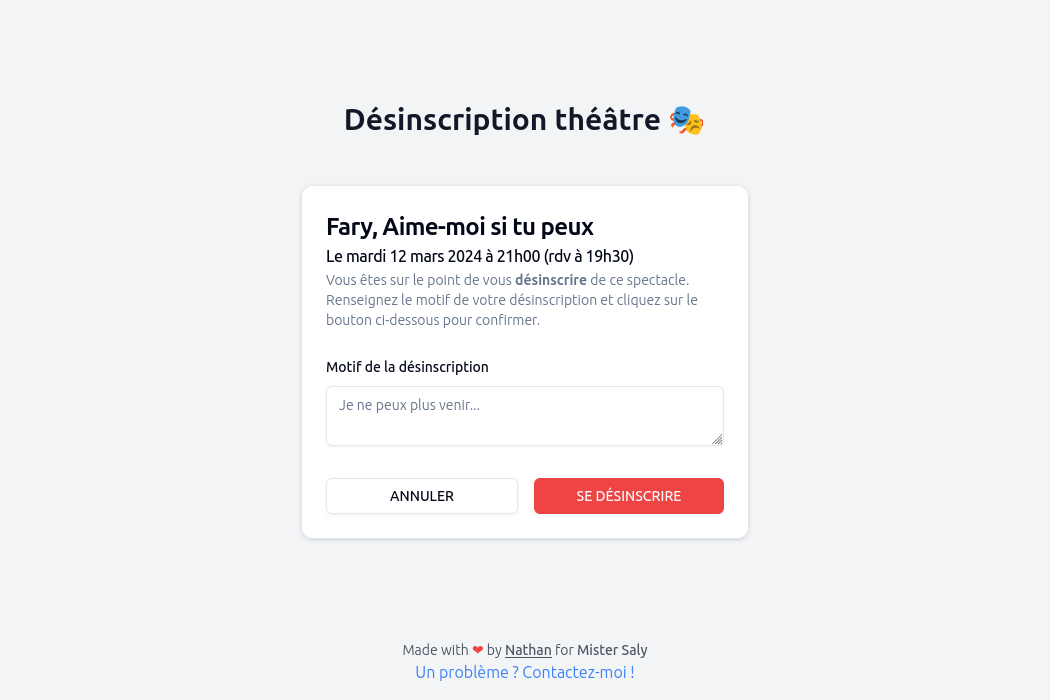 Désinscription théâtre 🎭
Fary, Aime-moi si tu peux
Le mardi 12 mars 2024 à 21h00 (rdv à 19h30)
Vous êtes sur le point de vous désinscrire de ce spectacle.
Renseignez le motif de votre désinscription et cliquez sur le
bouton ci-dessous pour confirmer.
Motif de la désinscription
Je ne peux plus venir...
ANNULER
SE DÉSINSCRIRE
Made with ❤ by Nathan for Mister Saly
Un problème ? Contactez-moi !